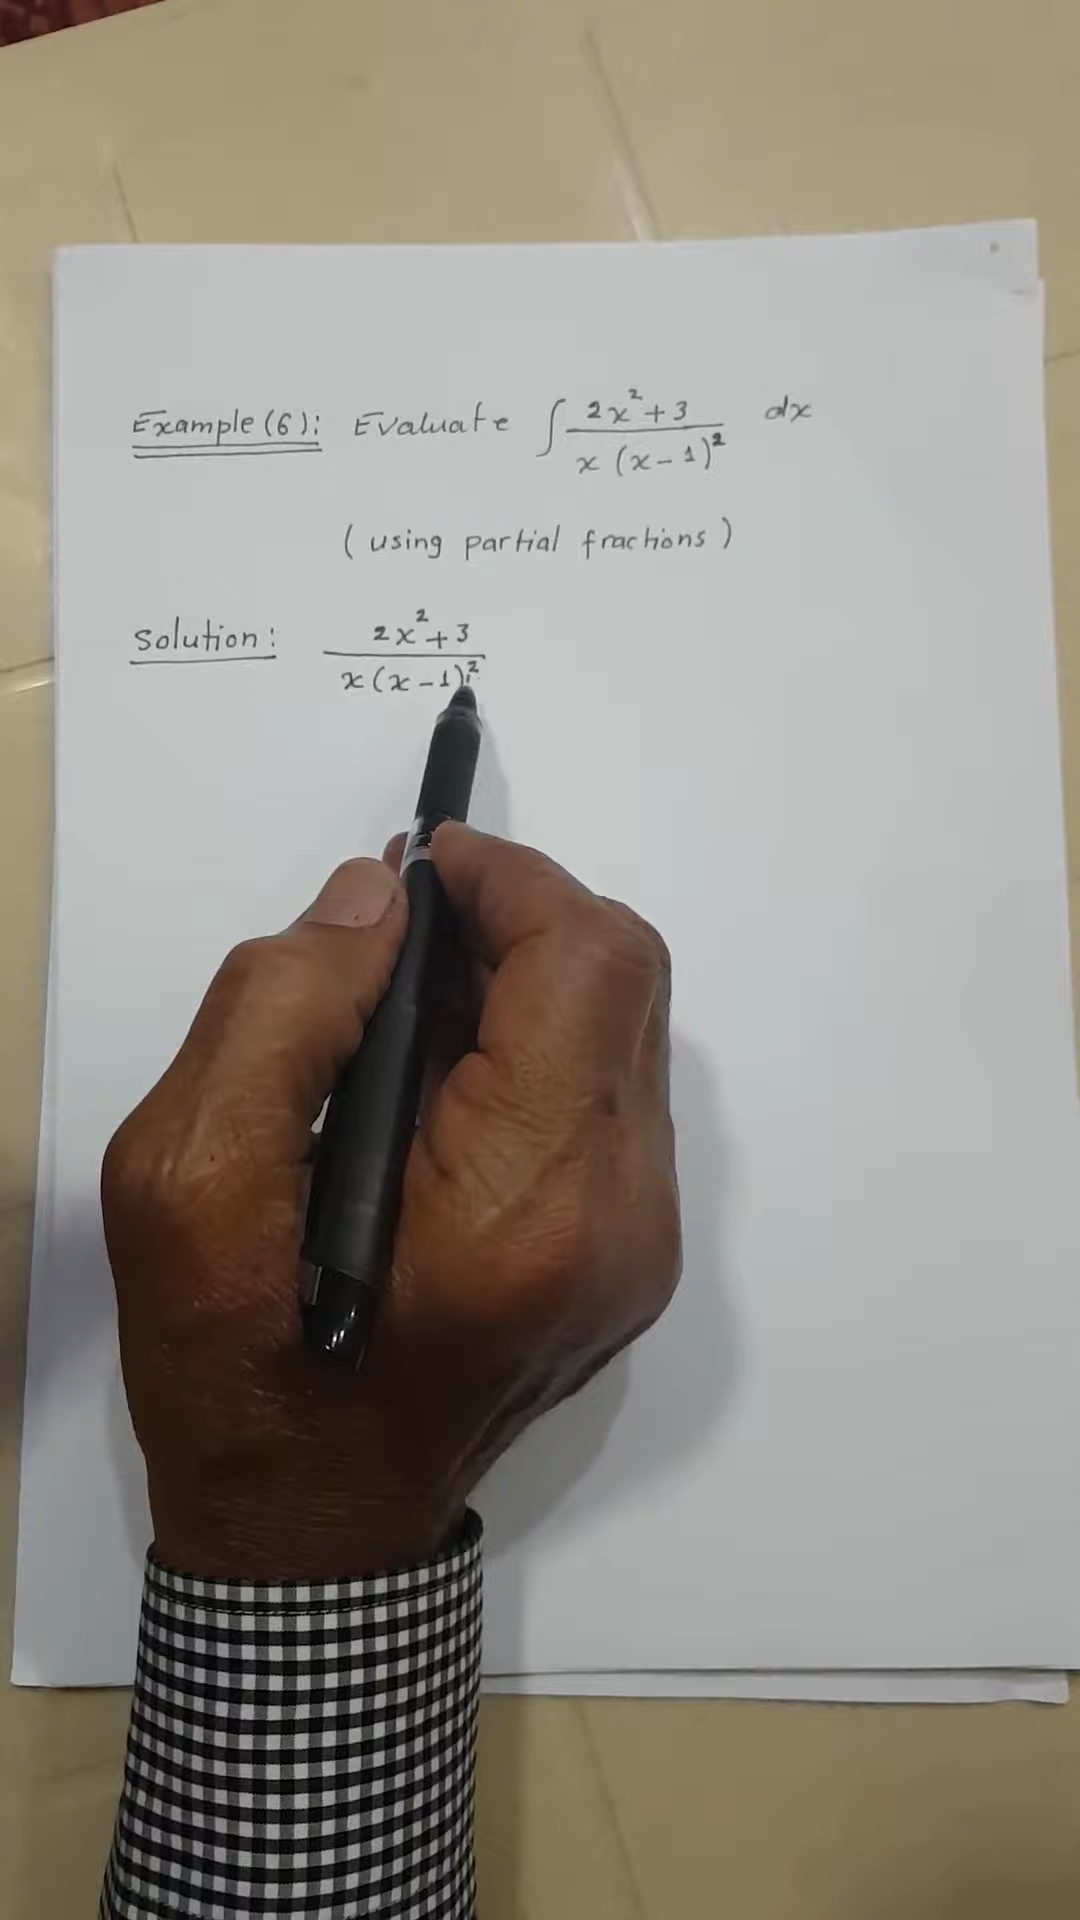 Example (6): Evaluate ∫ (2x² + 3) / (x (x - 1)²) dx
(using partial fractions)
Solution: (2x² + 3) / (x (x - 1)²)